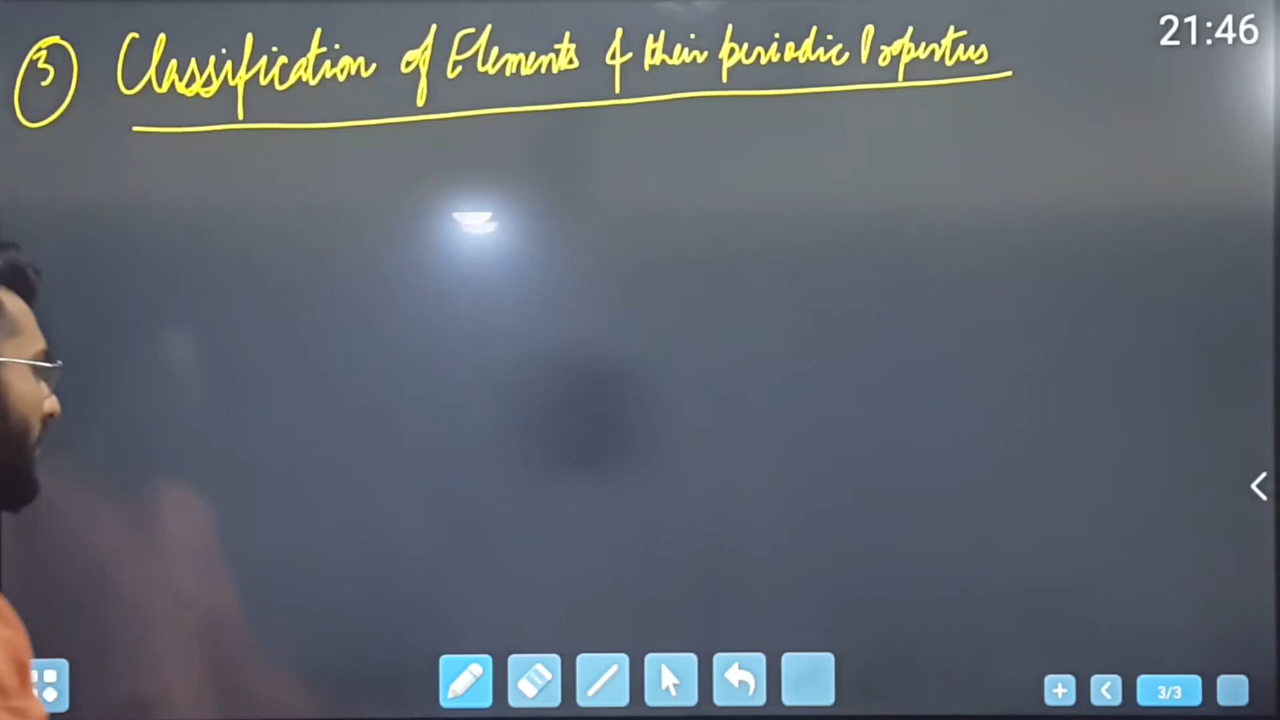 21:46
③ Classification of Elements & their periodic Properties
3/3